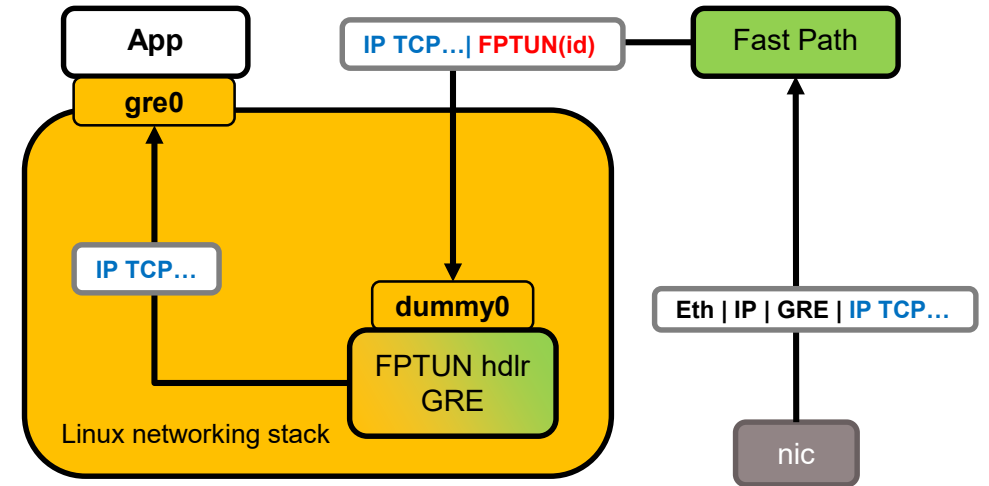 App
gre0
IP TCP…| FPTUN(id)
Fast Path
IP TCP…
dummy0
FPTUN hdlr
GRE
Linux networking stack
Eth | IP | GRE | IP TCP…
nic